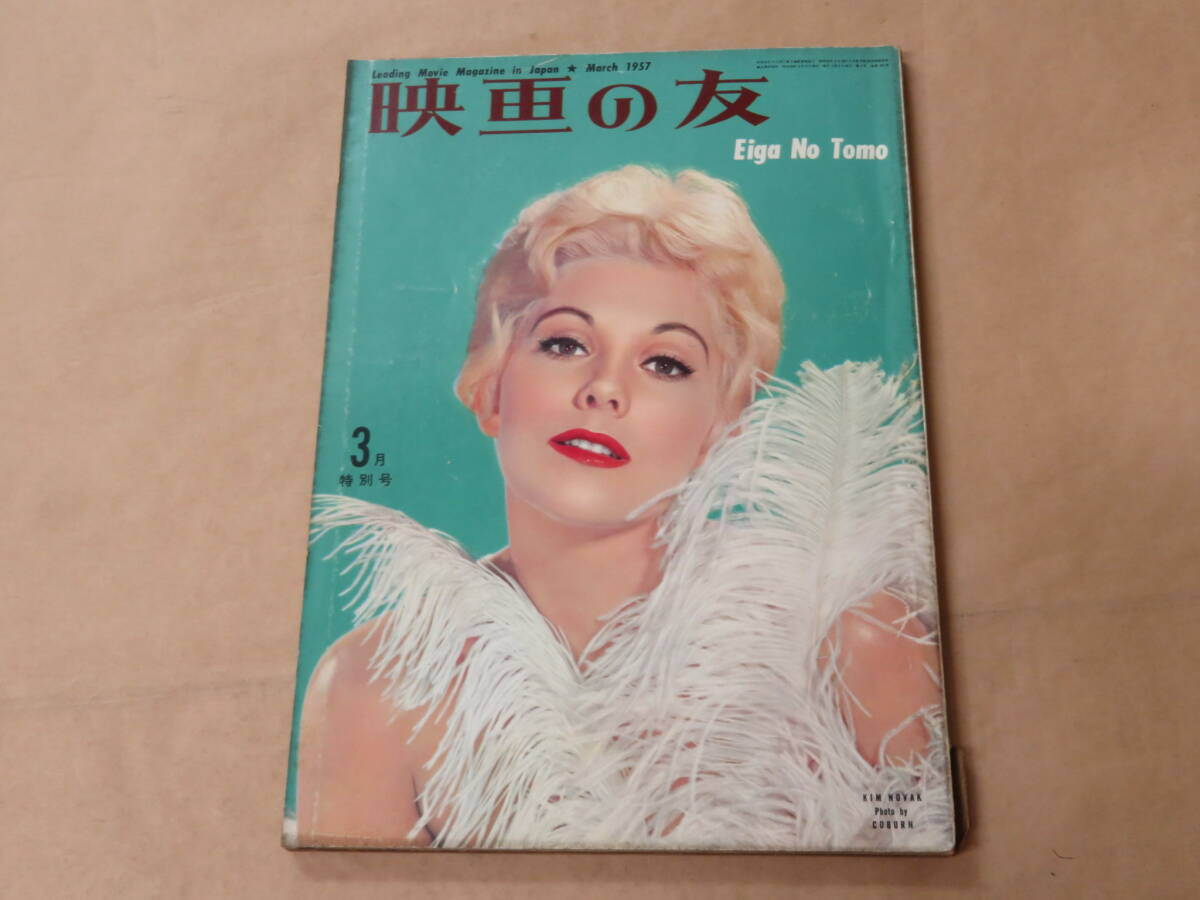 Leading Movie Magazine in Japan ★ March 1957
映画の友
Eiga No Tomo
3月
特別号
KIM NOVAK
Photo by
COBURN